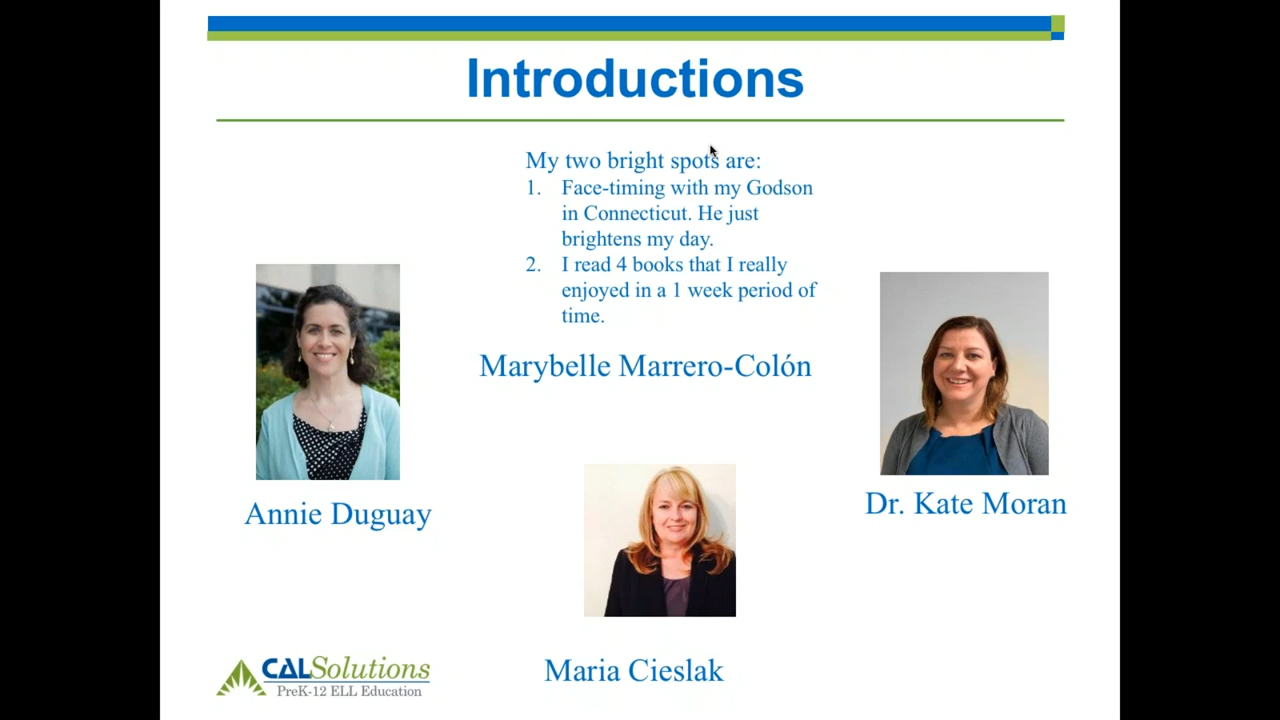 Introductions
My two bright spots are:
1. Face-timing with my Godson
in Connecticut. He just
brightens my day.
2. I read 4 books that I really
enjoyed in a 1 week period of
time.
Marybelle Marrero-Colón
Annie Duguay
Dr. Kate Moran
Maria Cieslak
CALSolutions
PreK-12 ELL Education